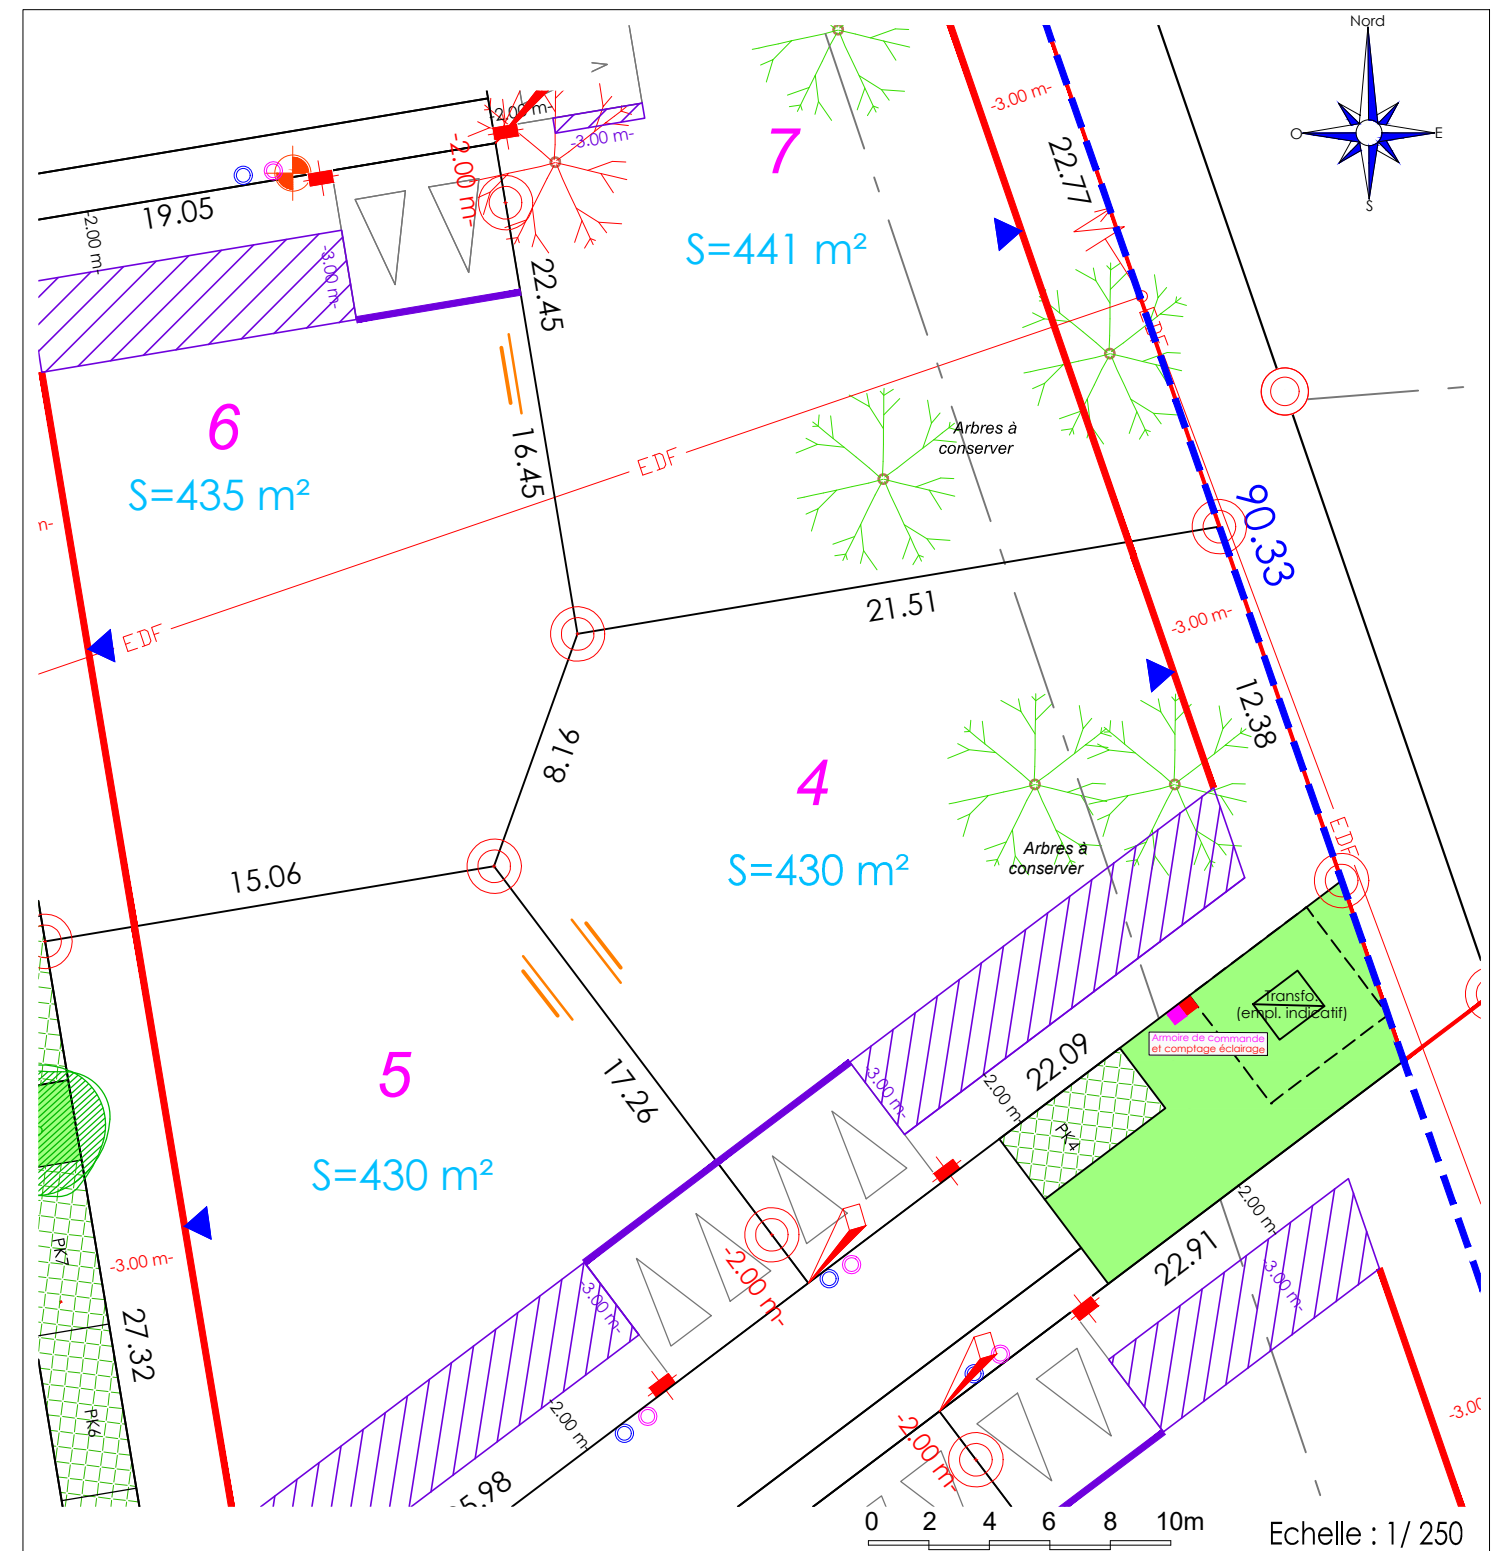 Nord
O
E
S
-3.00 m-
-2.00 m-
-3.00 m-
-2.00 m-
7
22.77
19.05
-2.00 m-
-3.00 m-
S=441 m²
22.45
EDF
6
S=435 m²
16.45
Arbres à
conserver
EDF
90.33
EDF
21.51
-3.00 m-
12.38
8.16
4
S=430 m²
EDF
Arbres à
conserver
15.06
Transfo.
(empl. indicatif)
Armoire de commande
et comptage éclairage
5
S=430 m²
17.26
-3.00 m-
-2.00 m-
22.09
PK4
PK7
-3.00 m-
-2.00 m-
-3.00 m-
-2.00 m-
22.91
-3.00 m-
27.32
PK6
-2.00 m-
5.98
-2.00 m-
-3.00
0 2 4 6 8 10m
Echelle : 1/ 250